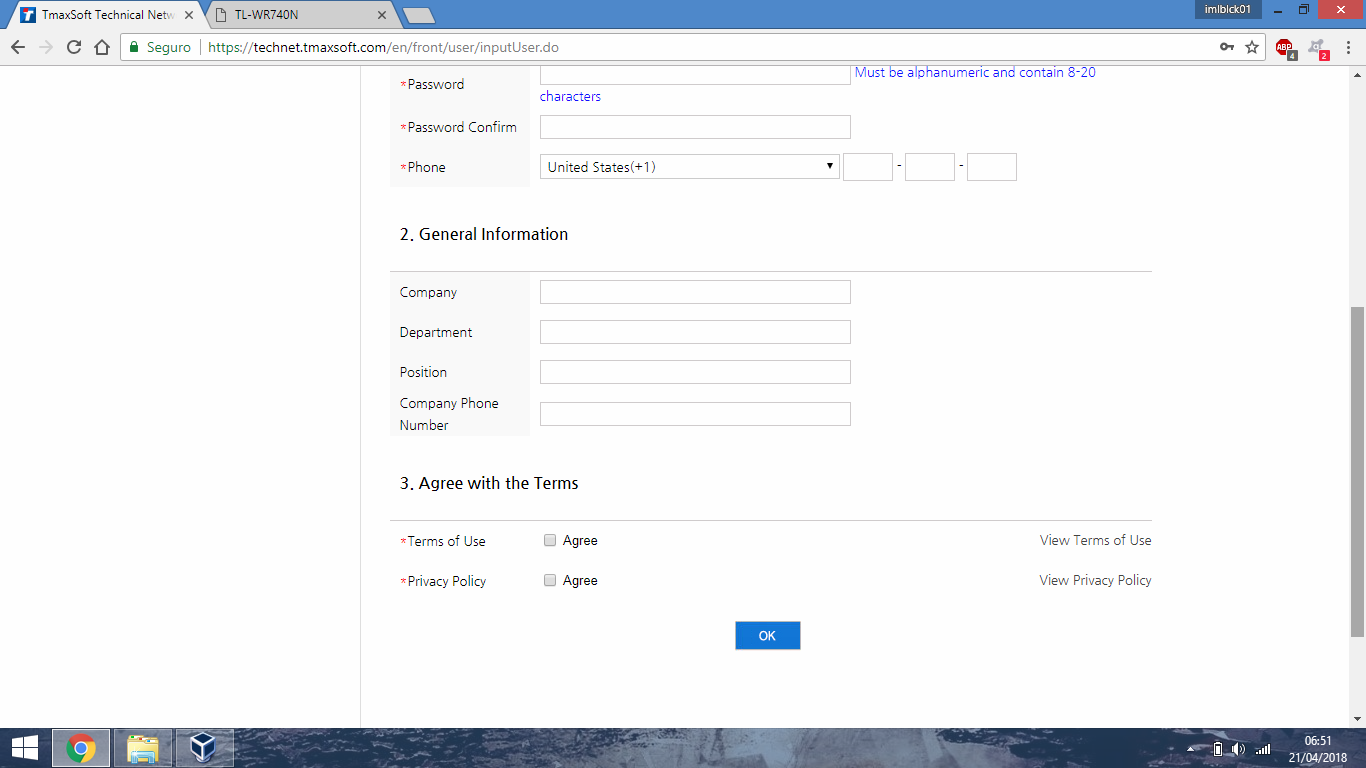 TmaxSoft Technical Netw
TL-WR740N
imlblck01
Seguro
https://technet.tmaxsoft.com/en/front/user/inputUser.do
ABP
4
2
*Password
Must be alphanumeric and contain 8-20
characters
*Password Confirm
*Phone
United States(+1)
-
-
2. General Information
Company
Department
Position
Company Phone
Number
3. Agree with the Terms
*Terms of Use
Agree
View Terms of Use
*Privacy Policy
Agree
View Privacy Policy
OK
06:51
21/04/2018